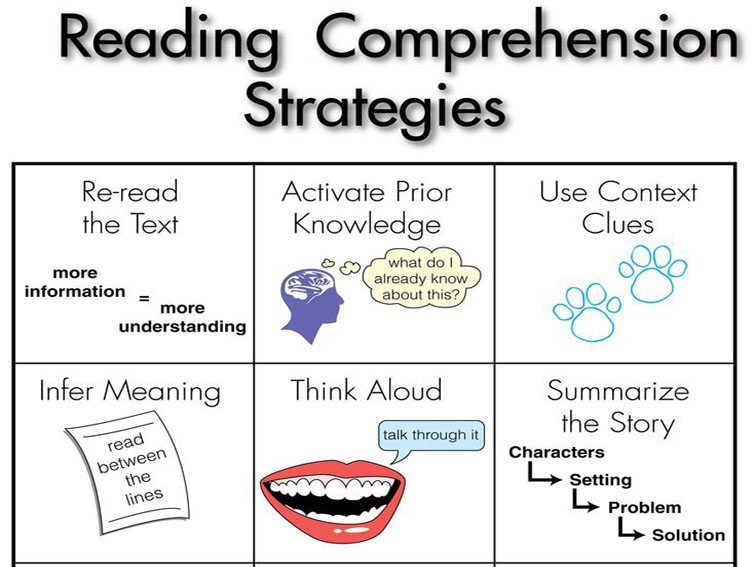 Reading Comprehension
Strategies
Re-read
the Text
more
information
=
more
understanding
Activate Prior
Knowledge
what do I
already know
about this?
Use Context
Clues
Infer Meaning
read
between
the
lines
Think Aloud
talk through it
Summarize
the Story
Characters
Setting
Problem
Solution